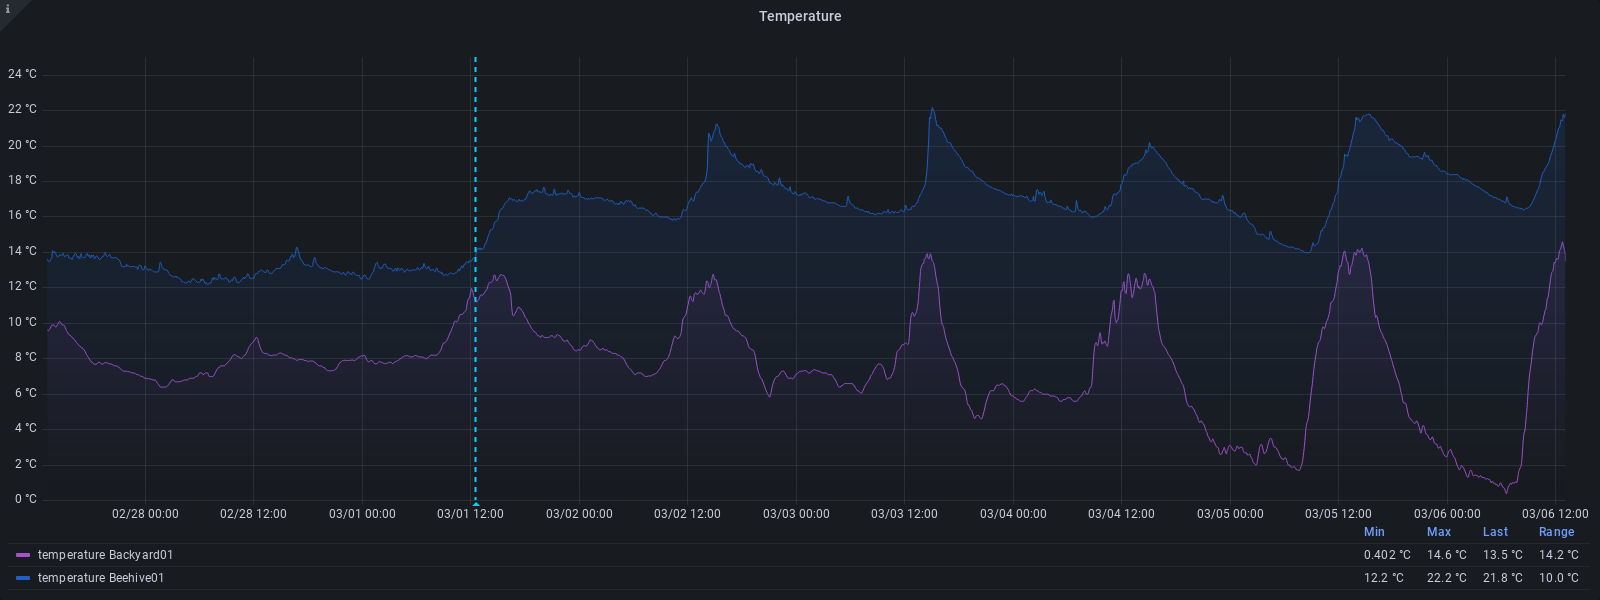 i
Temperature
24 °C
22 °C
20 °C
18 °C
16 °C
14 °C
12 °C
10 °C
8 °C
6 °C
4 °C
2 °C
0 °C
02/28 00:00 02/28 12:00 03/01 00:00 03/01 12:00 03/02 00:00 03/02 12:00 03/03 00:00 03/03 12:00 03/04 00:00 03/04 12:00 03/05 00:00 03/05 12:00 03/06 00:00 03/06 12:00
Min Max Last Range
temperature Backyard01 0.402 °C 14.6 °C 13.5 °C 14.2 °C
temperature Beehive01 12.2 °C 22.2 °C 21.8 °C 10.0 °C